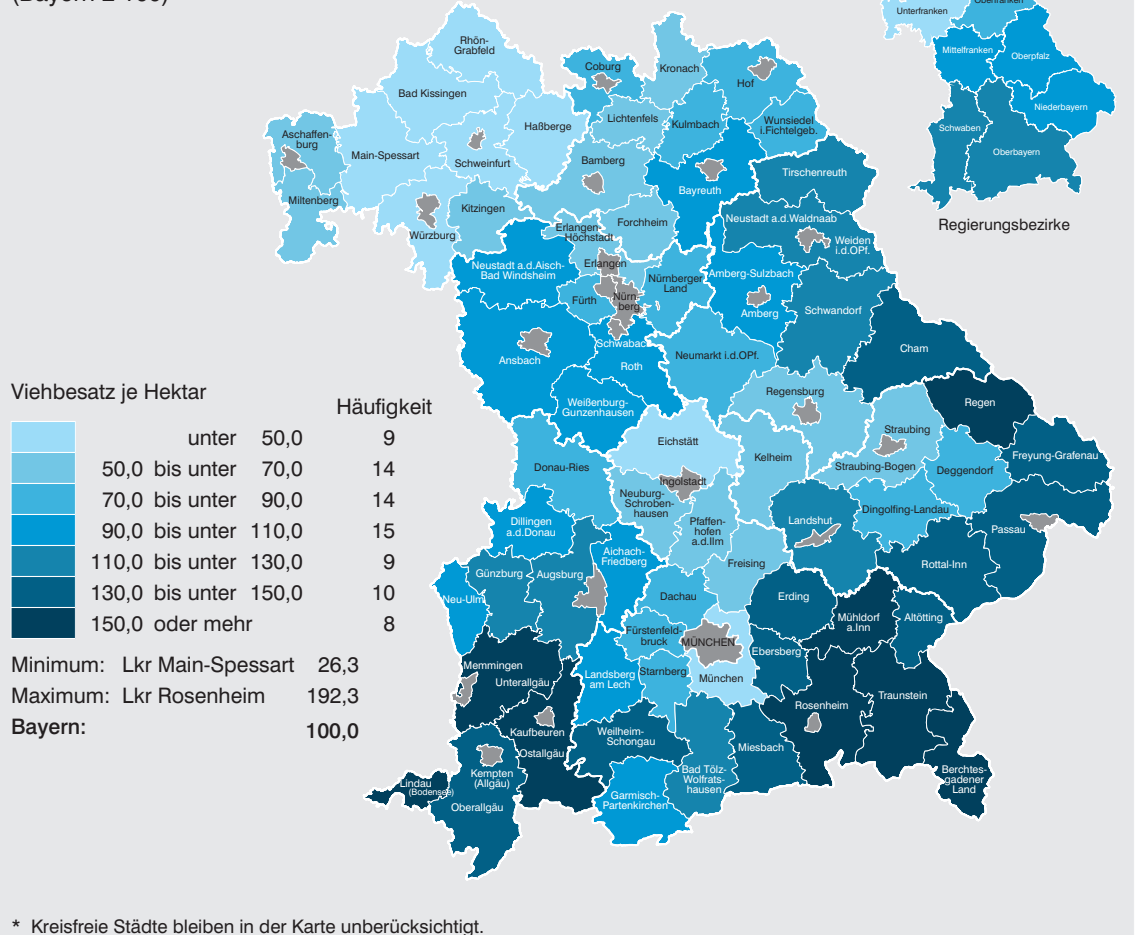 (Bayern ≙ 100)
Oberfranken
Unterfranken
Mittelfranken
Oberpfalz
Niederbayern
Schwaben
Oberbayern
Regierungsbezirke
Rhön-
Grabfeld
Coburg
Kronach
Hof
Bad Kissingen
Lichtenfels
Kulmbach
Wunsiedel
i.Fichtelgeb.
Haßberge
Aschaffen-
burg
Main-Spessart
Schweinfurt
Bamberg
Bayreuth
Tirschenreuth
Miltenberg
Kitzingen
Forchheim
Neustadt a.d.Waldnaab
Würzburg
Erlangen-
Höchstadt
Weiden
i.d.OPf.
Neustadt a.d.Aisch-
Bad Windsheim
Erlangen
Nürnberger
Land
Amberg-Sulzbach
Fürth
Nürn-
berg
Amberg
Schwandorf
Schwabach
Ansbach
Roth
Neumarkt i.d.OPf.
Cham
Weißenburg-
Gunzenhausen
Regensburg
Regen
Straubing
Eichstätt
Kelheim
Straubing-Bogen
Freyung-Grafenau
Deggendorf
Donau-Ries
Ingolstadt
Neuburg-
Schroben-
hausen
Dingolfing-Landau
Dillingen
a.d.Donau
Pfaffen-
hofen
a.d.Ilm
Landshut
Passau
Aichach-
Friedberg
Freising
Rottal-Inn
Günzburg
Augsburg
Neu-Ulm
Dachau
Erding
Mühldorf
a.Inn
Altötting
Fürstenfeld-
bruck
MÜNCHEN
Ebersberg
Memmingen
Unterallgäu
Landsberg
am Lech
Starnberg
München
Rosenheim
Traunstein
Kaufbeuren
Ostallgäu
Weilheim-
Schongau
Miesbach
Kempten
(Allgäu)
Bad Tölz-
Wolfrats-
hausen
Berchtes-
gadener
Land
Lindau
(Bodensee)
Oberallgäu
Garmisch-
Partenkirchen
Viehbesatz je Hektar
Häufigkeit
unter 50,0 9
50,0 bis unter 70,0 14
70,0 bis unter 90,0 14
90,0 bis unter 110,0 15
110,0 bis unter 130,0 9
130,0 bis unter 150,0 10
150,0 oder mehr 8
Minimum: Lkr Main-Spessart 26,3
Maximum: Lkr Rosenheim 192,3
Bayern: 100,0
* Kreisfreie Städte bleiben in der Karte unberücksichtigt.